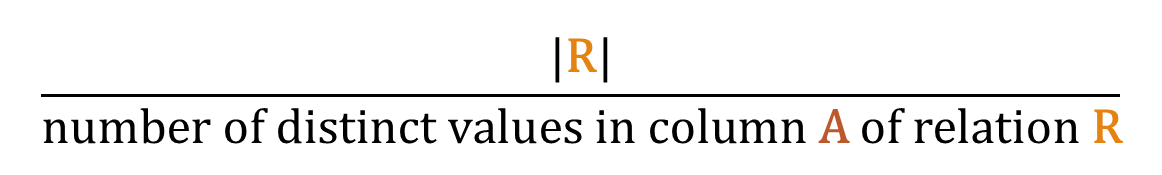 |R|
number of distinct values in column A of relation R